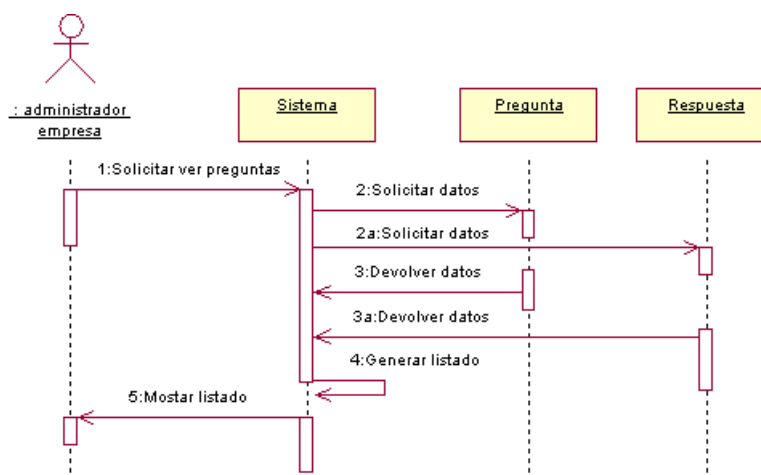 : administrador
empresa
Sistema
Pregunta
Respuesta
1:Solicitar ver preguntas
2:Solicitar datos
2a:Solicitar datos
3:Devolver datos
3a:Devolver datos
4:Generar listado
5:Mostar listado